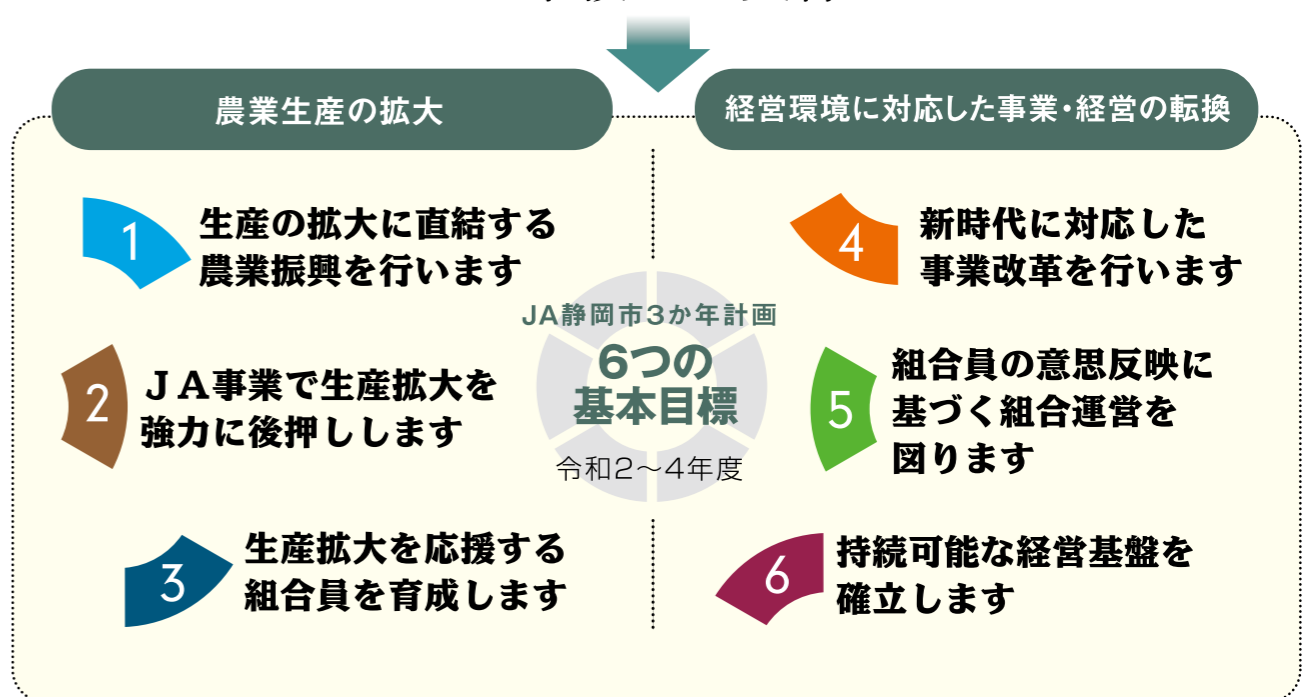 農業生産の拡大
経営環境に対応した事業・経営の転換
1
生産の拡大に直結する
農業振興を行います
2
ＪＡ事業で生産拡大を
強力に後押しします
3
生産拡大を応援する
組合員を育成します
JA静岡市3か年計画
6つの
基本目標
令和2～4年度
4
新時代に対応した
事業改革を行います
5
組合員の意思反映に
基づく組合運営を
図ります
6
持続可能な経営基盤を
確立します